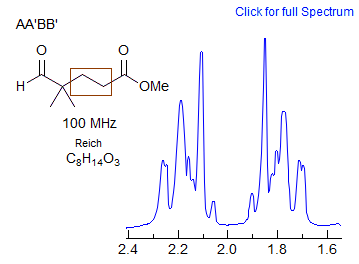 Click for full Spectrum
AA'BB'
O
O
H
OMe
100 MHz
Reich
C₈H₁₄O₃
2.4 2.2 2.0 1.8 1.6